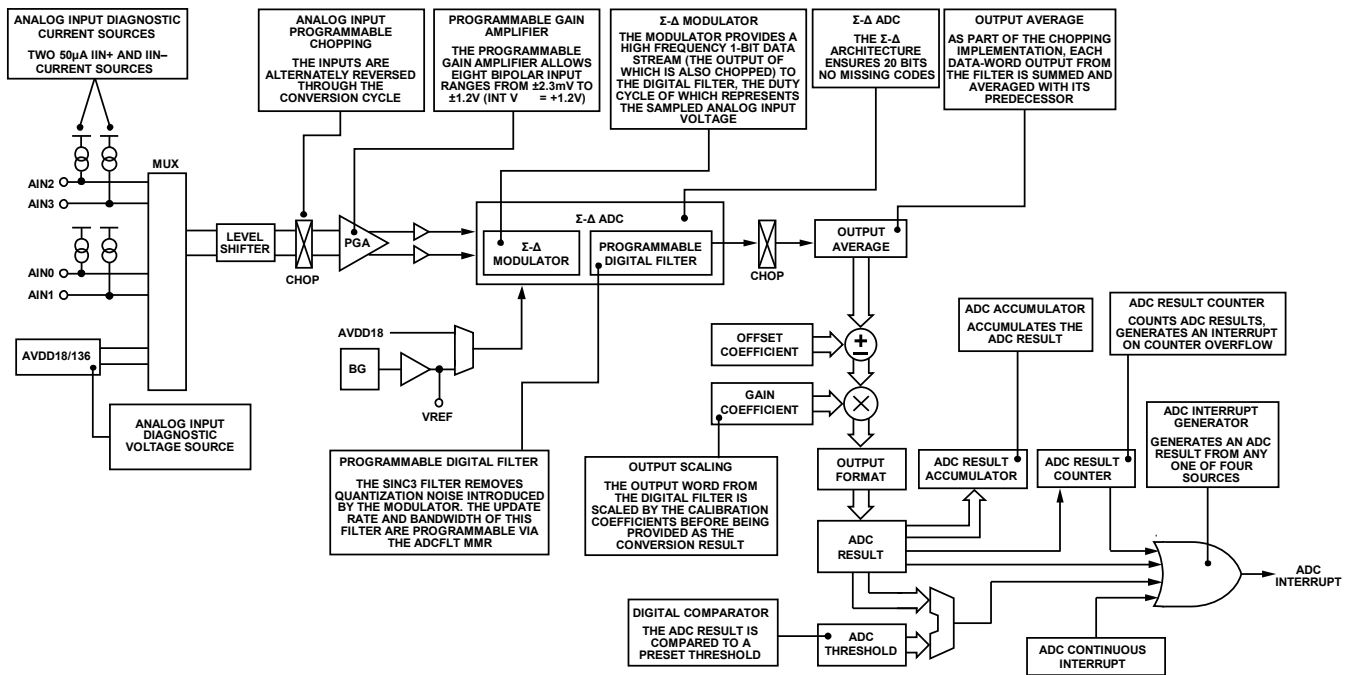 ANALOG INPUT DIAGNOSTIC
CURRENT SOURCES
TWO 50µA IIN+ AND IIN–
CURRENT SOURCES
ANALOG INPUT
PROGRAMMABLE
CHOPPING
THE INPUTS ARE
ALTERNATELY REVERSED
THROUGH THE
CONVERSION CYCLE
PROGRAMMABLE GAIN
AMPLIFIER
THE PROGRAMMABLE
GAIN AMPLIFIER ALLOWS
EIGHT BIPOLAR INPUT
RANGES FROM ±2.3mV TO
±1.2V (INT V = +1.2V)
Σ-Δ MODULATOR
THE MODULATOR PROVIDES A
HIGH FREQUENCY 1-BIT DATA
STREAM (THE OUTPUT OF
WHICH IS ALSO CHOPPED) TO
THE DIGITAL FILTER, THE DUTY
CYCLE OF WHICH REPRESENTS
THE SAMPLED ANALOG INPUT
VOLTAGE
Σ-Δ ADC
THE Σ-Δ
ARCHITECTURE
ENSURES 20 BITS
NO MISSING CODES
OUTPUT AVERAGE
AS PART OF THE CHOPPING
IMPLEMENTATION, EACH
DATA-WORD OUTPUT FROM
THE FILTER IS SUMMED AND
AVERAGED WITH ITS
PREDECESSOR
MUX
AIN2
AIN3
AIN0
AIN1
LEVEL
SHIFTER
CHOP
PGA
Σ-Δ ADC
Σ-Δ
MODULATOR
PROGRAMMABLE
DIGITAL FILTER
CHOP
OUTPUT
AVERAGE
AVDD18/136
ANALOG INPUT
DIAGNOSTIC
VOLTAGE SOURCE
AVDD18
BG
VREF
OFFSET
COEFFICIENT
+
–
GAIN
COEFFICIENT
×
ADC ACCUMULATOR
ACCUMULATES THE
ADC RESULT
ADC RESULT COUNTER
COUNTS ADC RESULTS,
GENERATES AN INTERRUPT
ON COUNTER OVERFLOW
PROGRAMMABLE DIGITAL FILTER
THE SINC3 FILTER REMOVES
QUANTIZATION NOISE INTRODUCED
BY THE MODULATOR. THE UPDATE
RATE AND BANDWIDTH OF THIS
FILTER ARE PROGRAMMABLE VIA
THE ADCFLT MMR
OUTPUT SCALING
THE OUTPUT WORD FROM
THE DIGITAL FILTER IS
SCALED BY THE CALIBRATION
COEFFICIENTS BEFORE BEING
PROVIDED AS THE
CONVERSION RESULT
OUTPUT
FORMAT
ADC RESULT
ACCUMULATOR
ADC RESULT
COUNTER
ADC INTERRUPT
GENERATOR
GENERATES AN ADC
RESULT FROM ANY
ONE OF FOUR
SOURCES
ADC
RESULT
ADC
INTERRUPT
DIGITAL COMPARATOR
THE ADC RESULT IS
COMPARED TO A
PRESET THRESHOLD
ADC
THRESHOLD
ADC CONTINUOUS
INTERRUPT